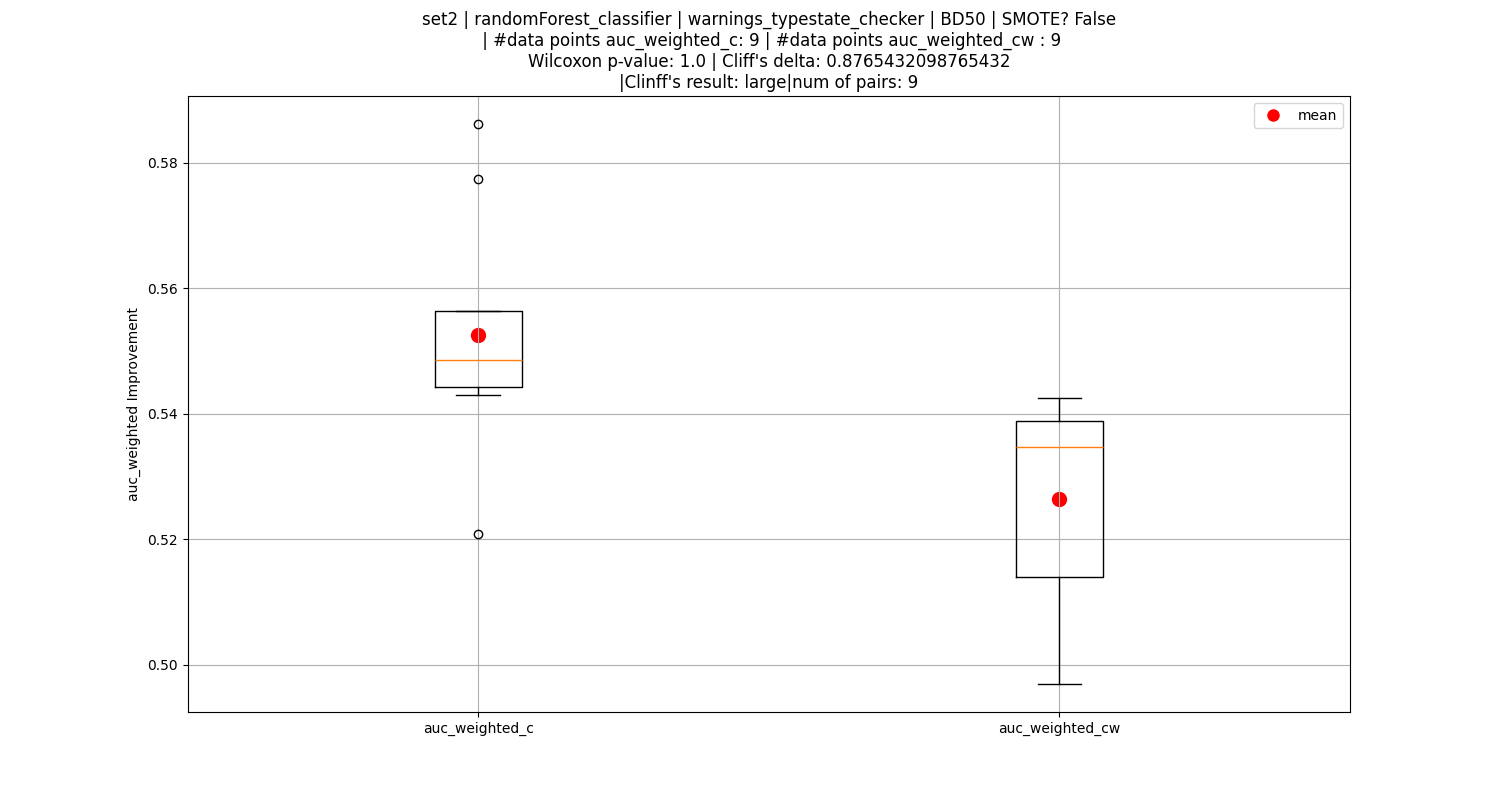 set2 | randomForest_classifier | warnings_typestate_checker | BD50 | SMOTE? False
| #data points auc_weighted_c: 9 | #data points auc_weighted_cw : 9
Wilcoxon p-value: 1.0 | Cliff's delta: 0.8765432098765432
|Clinff's result: large|num of pairs: 9
mean
0.58
0.56
0.54
0.52
0.50
auc_weighted Improvement
auc_weighted_c
auc_weighted_cw